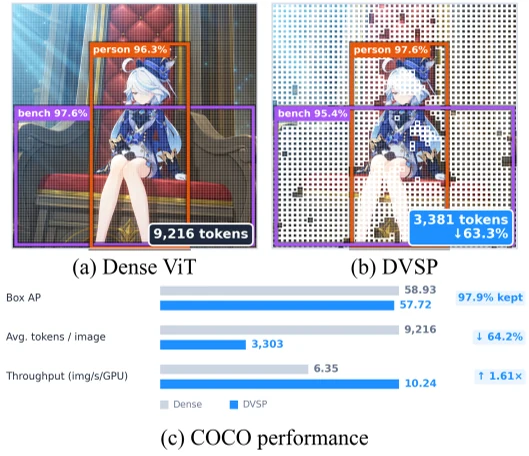 person 96.3%
bench 97.6%
9,216 tokens
(a) Dense ViT
person 97.6%
bench 95.4%
3,381 tokens
↓63.3%
(b) DVSP
Box AP
58.93
57.72
97.9% kept
Avg. tokens / image
9,216
3,303
↓ 64.2%
Throughput (img/s/GPU)
6.35
10.24
↑ 1.61×
Dense
DVSP
(c) COCO performance